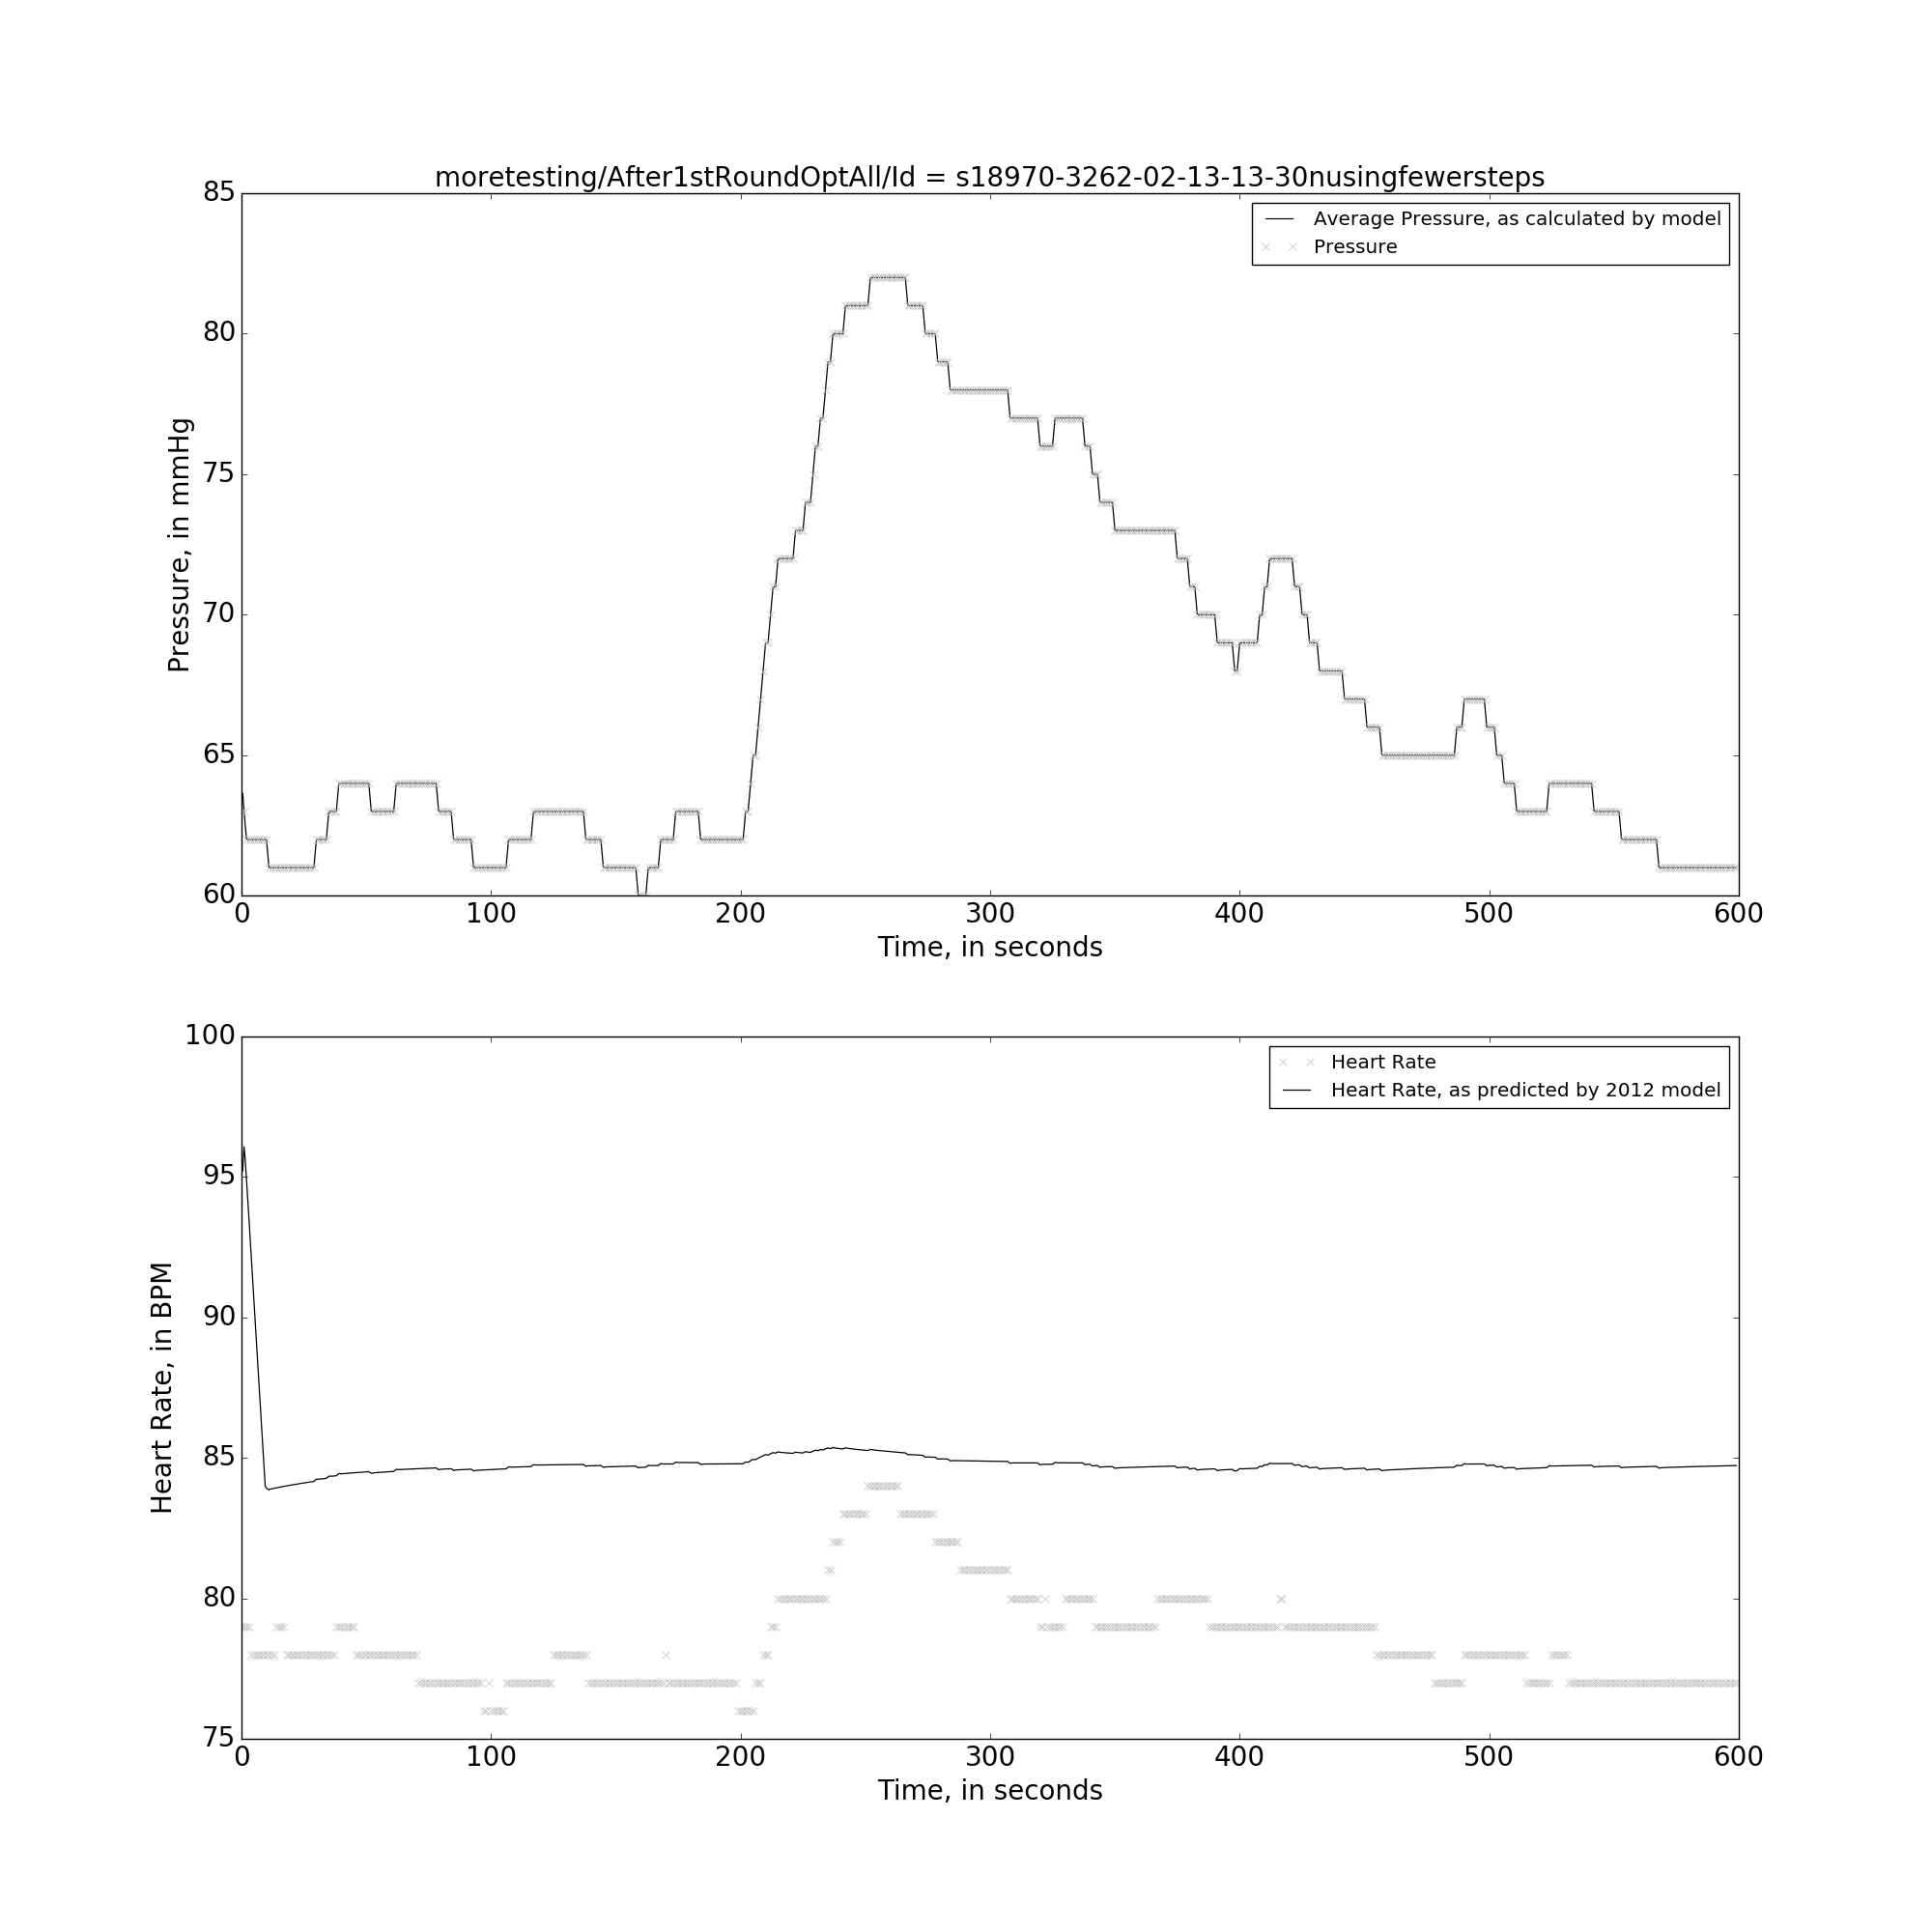 moretesting/After1stRoundOptAll/Id = s18970-3262-02-13-13-30nusingfewersteps
85
80
75
70
65
60
Pressure, in mmHg
Average Pressure, as calculated by model
Pressure
0 100 200 300 400 500 600
Time, in seconds
100
95
90
85
80
75
Heart Rate, in BPM
Heart Rate
Heart Rate, as predicted by 2012 model
0 100 200 300 400 500 600
Time, in seconds